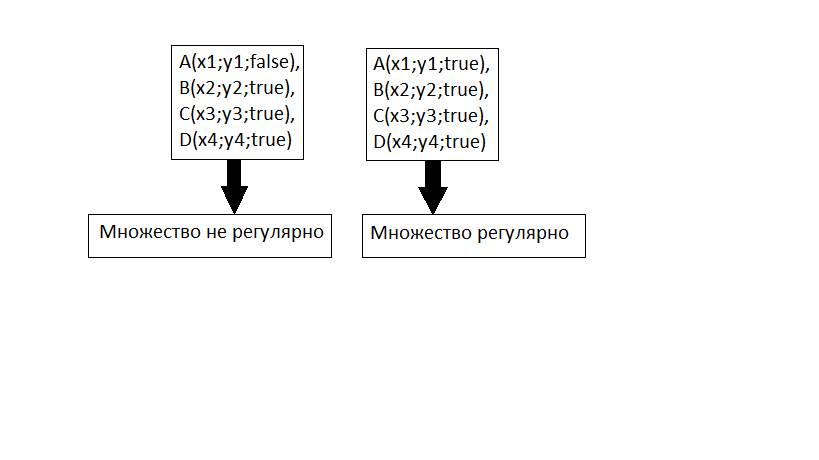 A(x1;y1;false),
B(x2;y2;true),
C(x3;y3;true),
D(x4;y4;true)
Множество не регулярно
A(x1;y1;true),
B(x2;y2;true),
C(x3;y3;true),
D(x4;y4;true)
Множество регулярно